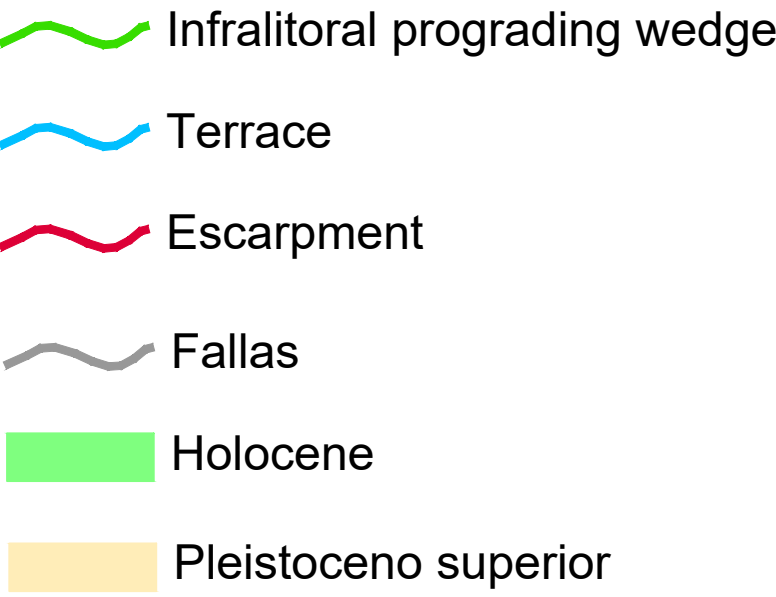 Infralitoral prograding wedge
Terrace
Escarpment
Fallas
Holocene
Pleistoceno superior